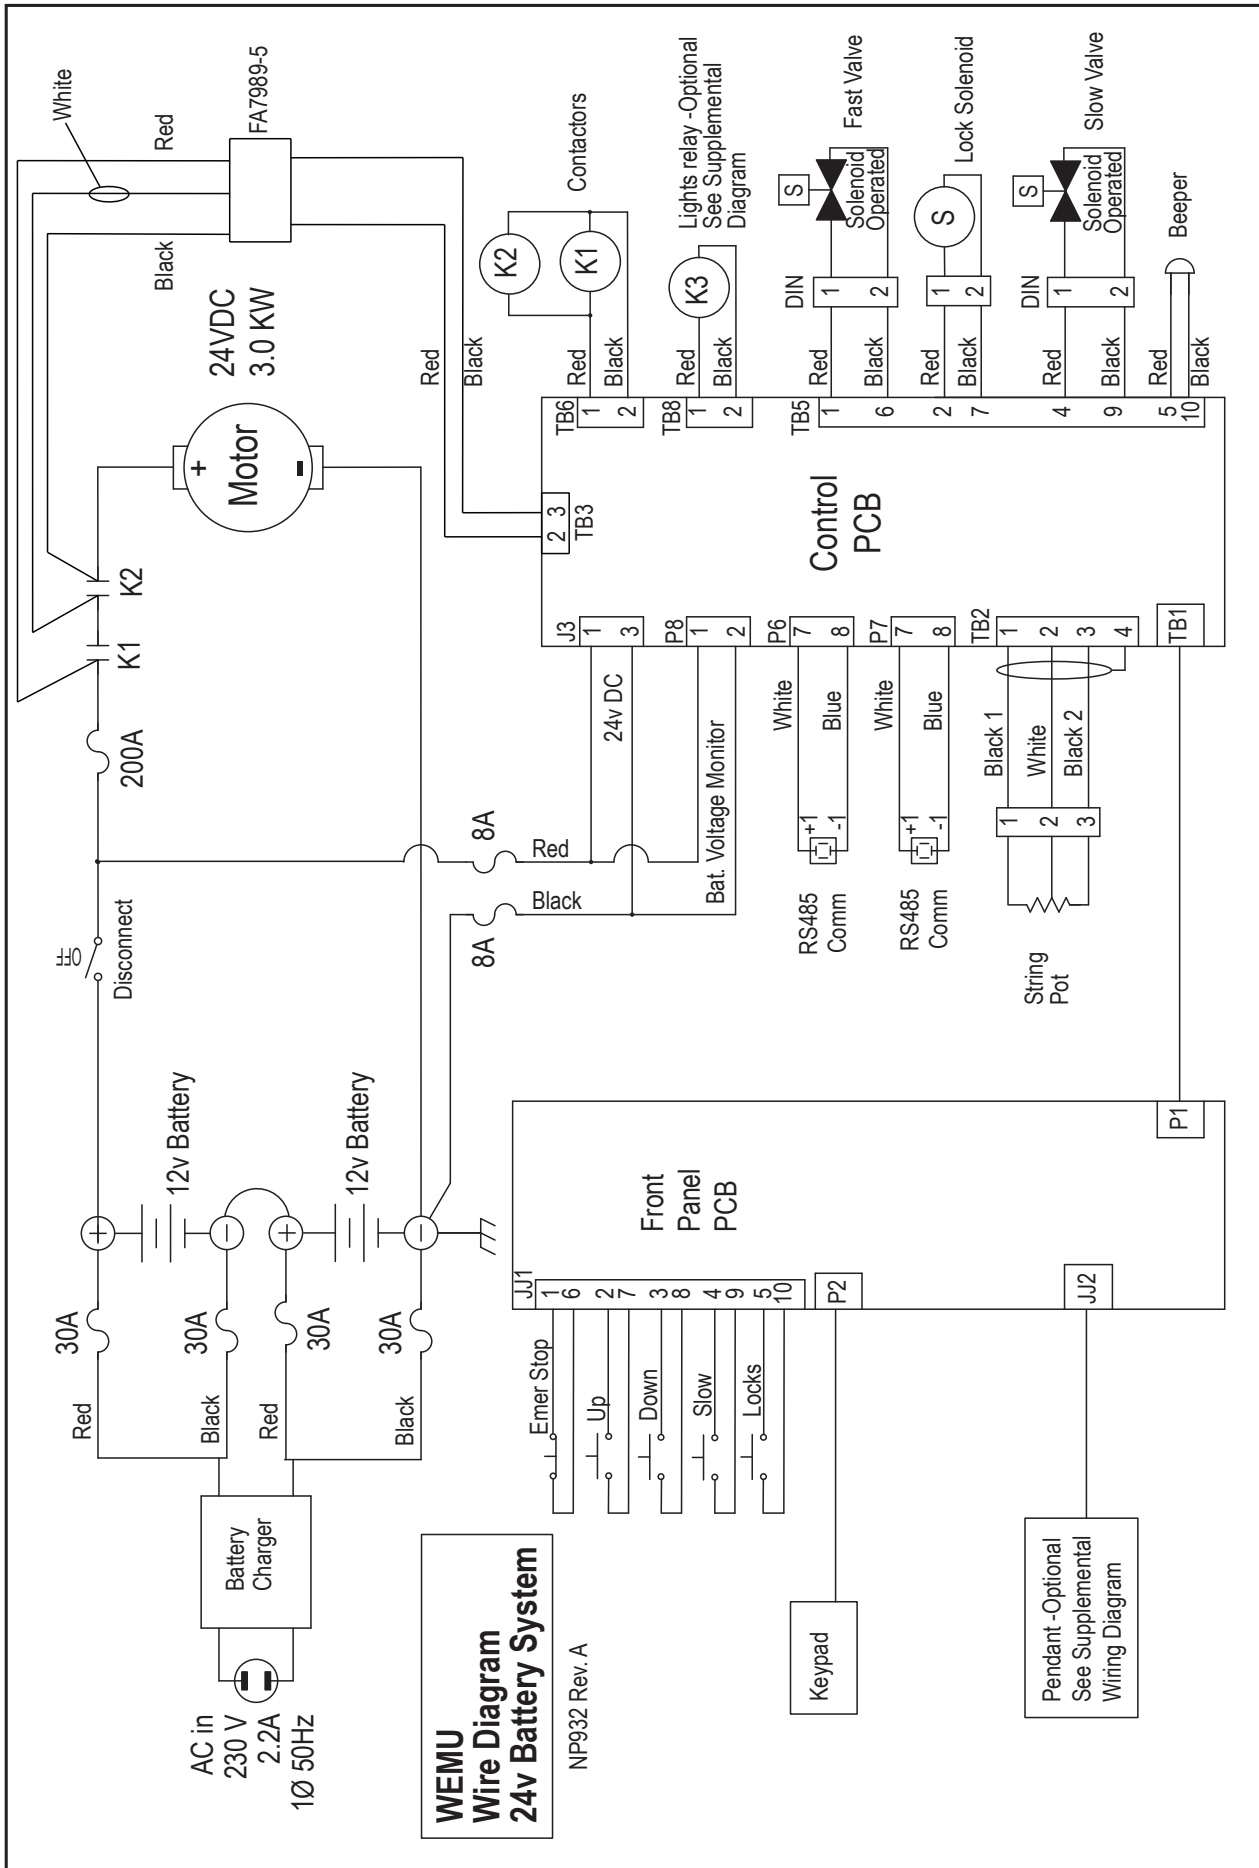 WEMU
Wire Diagram
24v Battery System
NP932 Rev. A
AC in
230 V
2.2A
1Ø 50Hz
Battery
Charger
Red
Black
Red
Black
30A
30A
30A
30A
+
-
+
-
12v Battery
12v Battery
OFF
Disconnect
200A
K1
K2
Motor
+
-
24VDC
3.0 KW
White
Red
Black
FA7989-5
Red
Black
8A
8A
Red
Black
24v DC
Bat. Voltage Monitor
Front
Panel
PCB
JJ1
1
6
2
7
3
8
4
9
5
10
Emer Stop
Up
Down
Slow
Locks
P2
Keypad
JJ2
Pendant -Optional
See Supplemental
Wiring Diagram
P1
Control
PCB
J3
1
3
P8
1
2
P6
7
8
White
Blue
+1
-1
RS485
Comm
P7
7
8
White
Blue
+1
-1
RS485
Comm
TB2
1
2
3
4
Black 1
White
Black 2
1
2
3
String
Pot
TB1
TB3
2
3
TB6
1
2
Red
Black
K2
K1
Contactors
TB8
1
2
Red
Black
K3
Lights relay -Optional
See Supplemental
Diagram
TB5
1
6
2
7
4
9
5
10
Red
Black
DIN
1
2
S
Solenoid
Operated
Fast Valve
Red
Black
1
2
S
Lock Solenoid
Red
Black
DIN
1
2
S
Solenoid
Operated
Slow Valve
Red
Black
Beeper